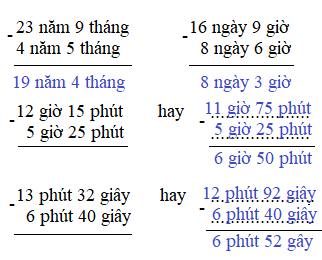 23 năm 9 tháng
- 4 năm 5 tháng
19 năm 4 tháng
16 ngày 9 giờ
- 8 ngày 6 giờ
8 ngày 3 giờ
12 giờ 15 phút
- 5 giờ 25 phút
hay
11 giờ 75 phút
- 5 giờ 25 phút
6 giờ 50 phút
13 phút 32 giây
- 6 phút 40 giây
hay
12 phút 92 giây
- 6 phút 40 giây
6 phút 52 gây